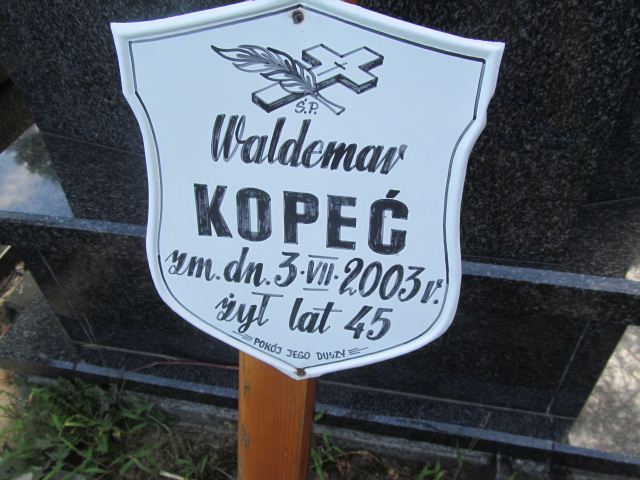 Ś.P.
Waldemar
KOPEĆ
zm. dn. 3·VII·2003 r.
żył lat 45
POKÓJ JEGO DUSZY